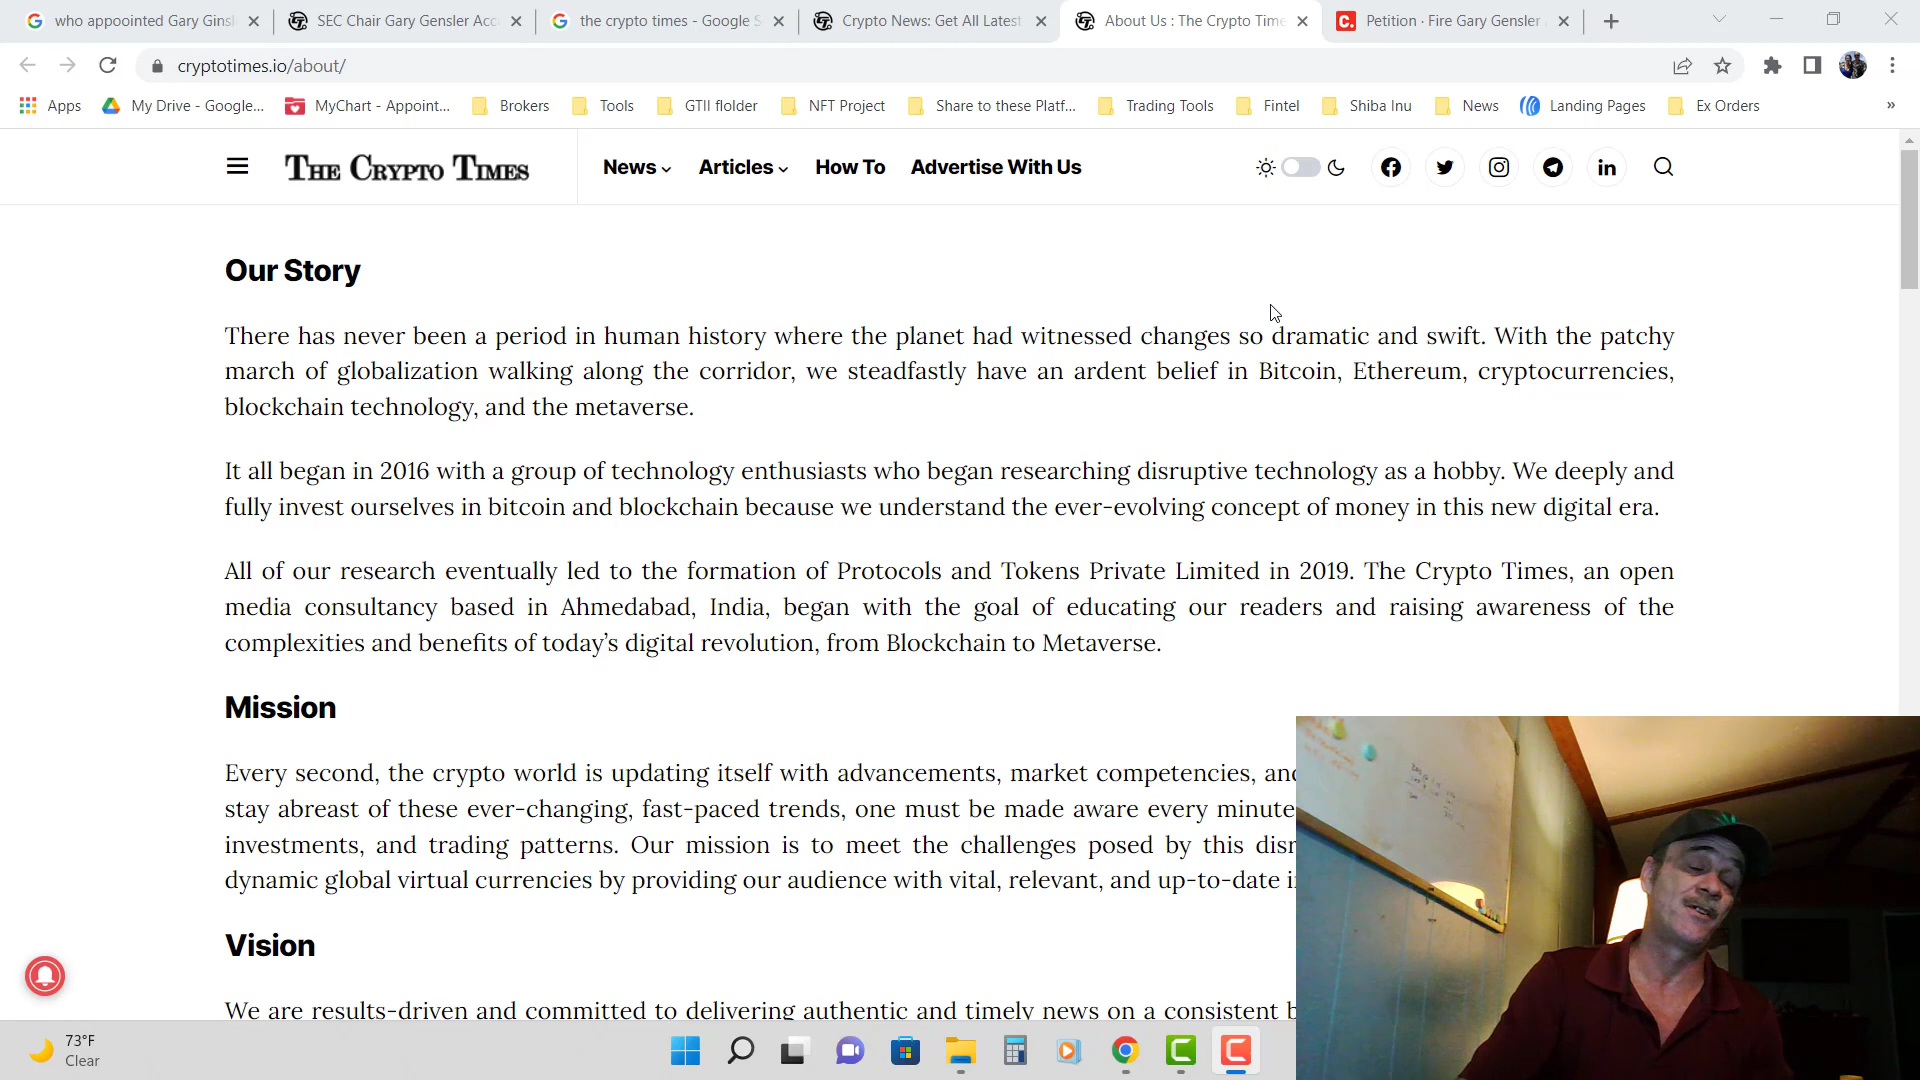 who appointed Gary Ginsl
SEC Chair Gary Gensler Acc
the crypto times - Google S
Crypto News: Get All Latest
About Us : The Crypto Time
Petition · Fire Gary Gensler
cryptotimes.io/about/
Apps
My Drive - Google...
MyChart - Appoint...
Brokers
Tools
GTII flolder
NFT Project
Share to these Platf...
Trading Tools
Fintel
Shiba Inu
News
Landing Pages
Ex Orders
»
THE CRYPTO TIMES
News
Articles
How To
Advertise With Us
Our Story
There has never been a period in human history where the planet had witnessed changes so dramatic and swift. With the patchy
march of globalization walking along the corridor, we steadfastly have an ardent belief in Bitcoin, Ethereum, cryptocurrencies,
blockchain technology, and the metaverse.
It all began in 2016 with a group of technology enthusiasts who began researching disruptive technology as a hobby. We deeply and
fully invest ourselves in bitcoin and blockchain because we understand the ever-evolving concept of money in this new digital era.
All of our research eventually led to the formation of Protocols and Tokens Private Limited in 2019. The Crypto Times, an open
media consultancy based in Ahmedabad, India, began with the goal of educating our readers and raising awareness of the
complexities and benefits of today's digital revolution, from Blockchain to Metaverse.
Mission
Every second, the crypto world is updating itself with advancements, market competencies, and
stay abreast of these ever-changing, fast-paced trends, one must be made aware every minute
investments, and trading patterns. Our mission is to meet the challenges posed by this disr
dynamic global virtual currencies by providing our audience with vital, relevant, and up-to-date i
Vision
We are results-driven and committed to delivering authentic and timely news on a consistent b
73°F
Clear